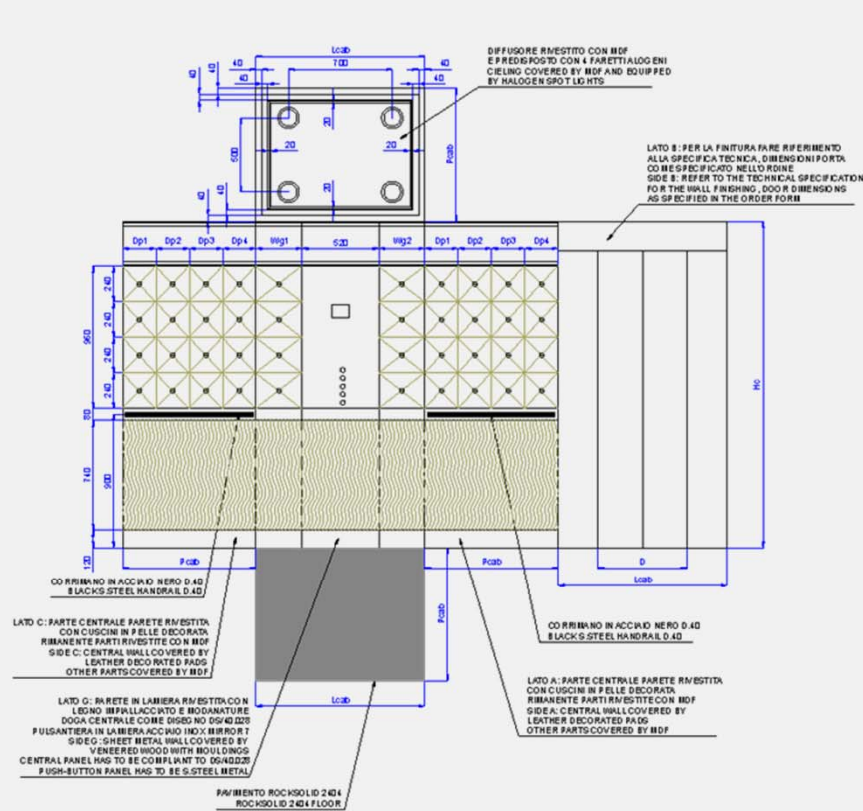 Lcab
700
40
40
40
40
40
40
20
20
20
20
500
40
40
Pcab
DIFFUSORE RIVESTITO CON MDF
E PREDISPOSTO CON 4 FARETTI ALOGENI
CIELING COVERED BY MDF AND EQUIPPED
BY HALOGEN SPOT LIGHTS
LATO B: PER LA FINITURA FARE RIFERIMENTO
ALLA SPECIFICA TECNICA, DIMENSIONI PORTA
COME SPECIFICATO NELL'ORDINE
SIDE B: REFER TO THE TECHNICAL SPECIFICATION
FOR THE WALL FINISHING, DOOR DIMENSIONS
AS SPECIFIED IN THE ORDER FORM
Dp1 Dp2 Dp3 Dp4 Wg1 520 Wg2 Dp1 Dp2 Dp3 Dp4
240
240
240
240
960
80
740
900
120
Hc
Pcab
Pcab
D
Lcab
Pcab
Lcab
CORRIMANO IN ACCIAIO NERO D.40
BLACK S.STEEL HANDRAIL D.40
LATO C: PARTE CENTRALE PARETE RIVESTITA
CON CUSCINI IN PELLE DECORATA
RIMANENTE PARTI RIVESTITE CON MDF
SIDE C: CENTRAL WALL COVERED BY
LEATHER DECORATED PADS
OTHER PARTS COVERED BY MDF
LATO G: PARETE IN LAMIERA RIVESTITA CON
LEGNO IMPIALLACCIATO E MODANATURE
DOGA CENTRALE COME DISEGNO DS/40.028
PULSANTIERA IN LAMIERA ACCIAIO INOX MIRROR 7
SIDE G: SHEET METAL WALL COVERED BY
VENEERED WOOD WITH MOULDINGS
CENTRAL PANEL HAS TO BE COMPLIANT TO DS/40.028
PUSH-BUTTON PANEL HAS TO BE S.STEEL METAL
PAVIMENTO ROCKSOLID 2404
ROCKSOLID 2404 FLOOR
CORRIMANO IN ACCIAIO NERO D.40
BLACK S.STEEL HANDRAIL D.40
LATO A: PARTE CENTRALE PARETE RIVESTITA
CON CUSCINI IN PELLE DECORATA
RIMANENTE PARTI RIVESTITE CON MDF
SIDE A: CENTRAL WALL COVERED BY
LEATHER DECORATED PADS
OTHER PARTS COVERED BY MDF